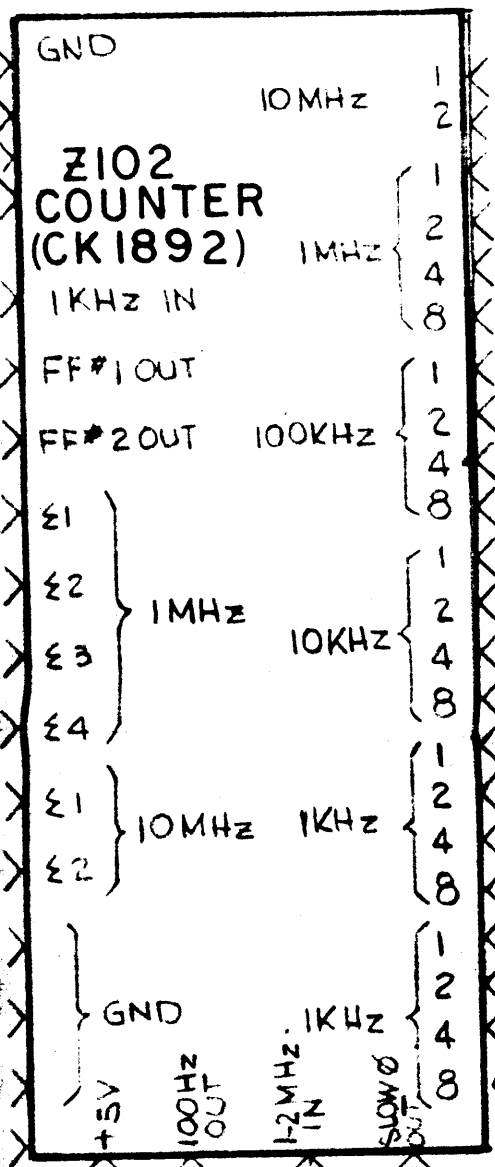 GND
10MHz
1
2
Z102
COUNTER
(CK1892)
1MHz
1
2
4
8
1KHz IN
FF#1 OUT
FF#2 OUT
100KHz
1
2
4
8
Σ1
Σ2
Σ3
Σ4
1MHz
10KHz
1
2
4
8
Σ1
Σ2
10MHz
1KHz
1
2
4
8
GND
1KHz
1
2
4
8
+5V
100Hz
OUT
1-2MHz
IN
SLOW Ø
OUT